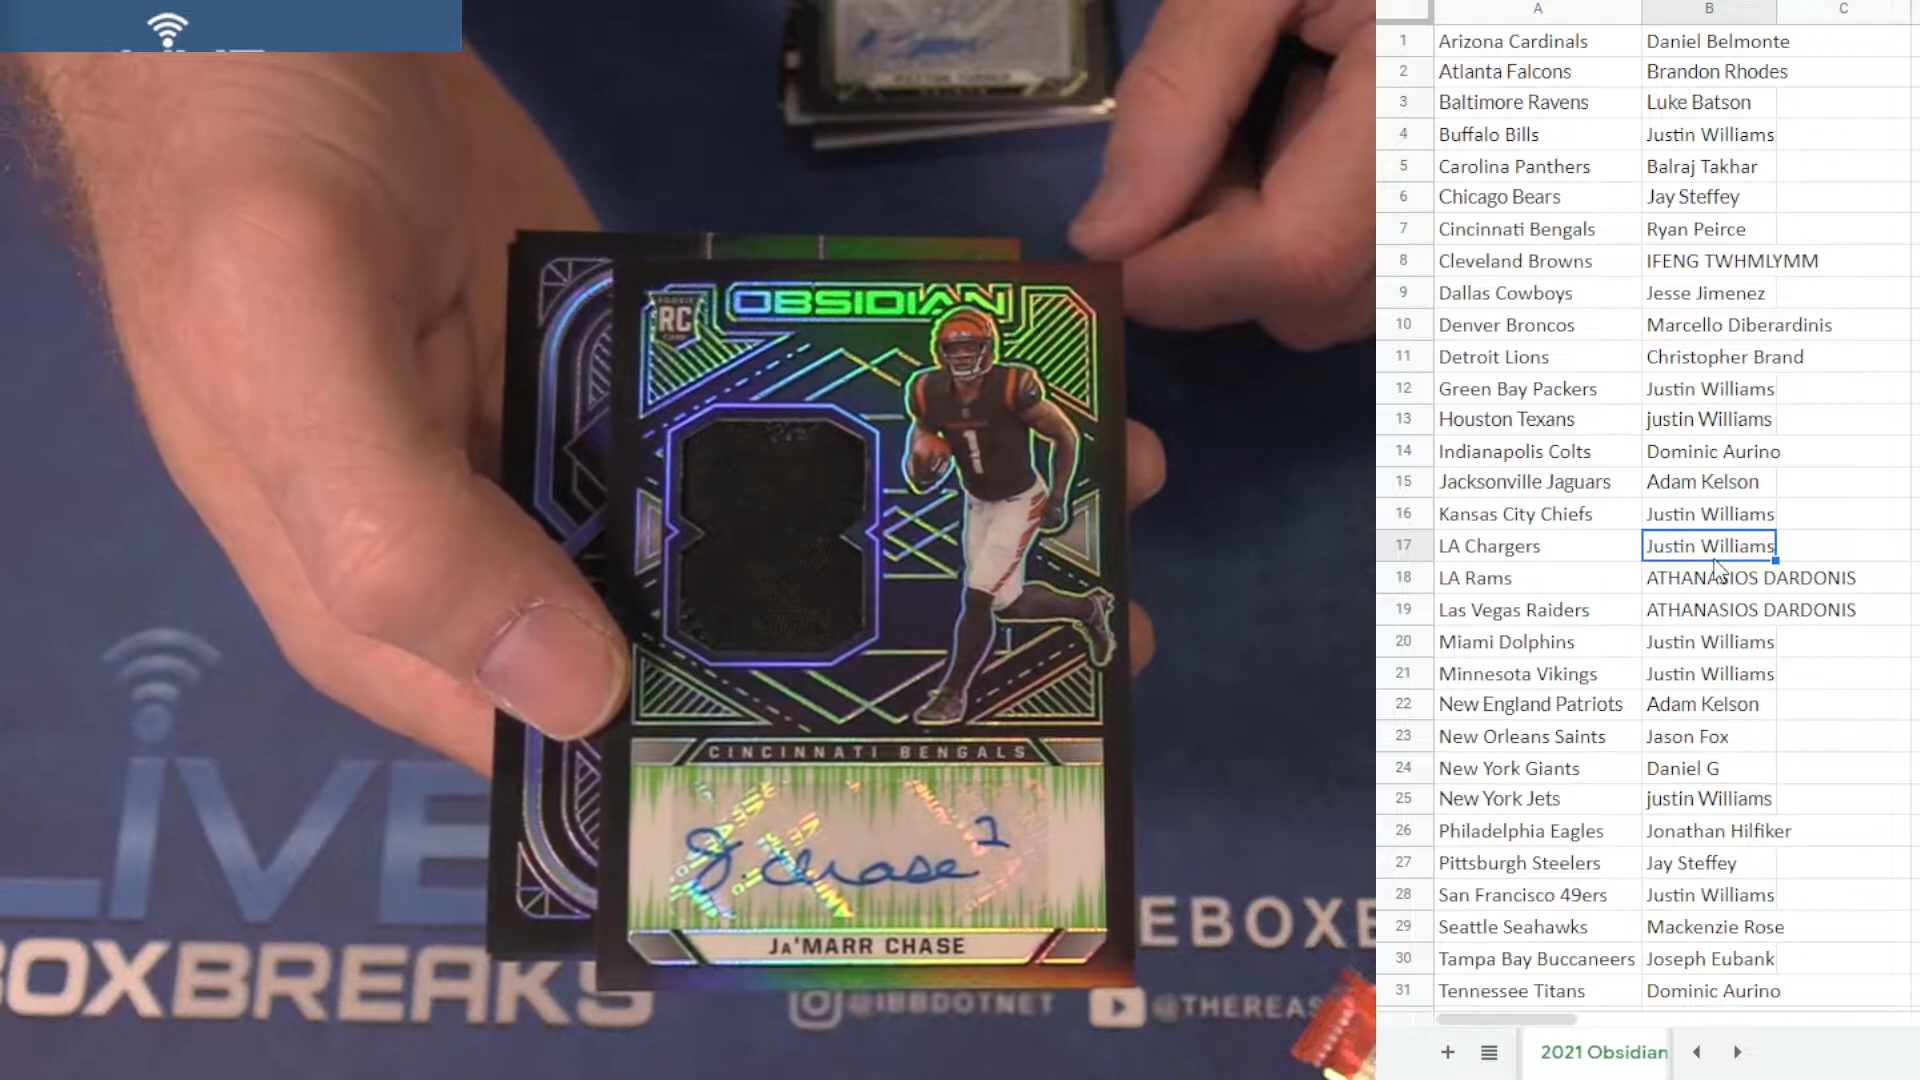 ROOKIE
RC
CARD
OBSIDIAN
1
CINCINNATI BENGALS
J. Chase 1
JA'MARR CHASE
LIVE
BOXBREAKS
EBOXB
@IBBDOTNET
@THEREAS
A B C
1 Arizona Cardinals Daniel Belmonte
2 Atlanta Falcons Brandon Rhodes
3 Baltimore Ravens Luke Batson
4 Buffalo Bills Justin Williams
5 Carolina Panthers Balraj Takhar
6 Chicago Bears Jay Steffey
7 Cincinnati Bengals Ryan Peirce
8 Cleveland Browns IFENG TWHMLYMM
9 Dallas Cowboys Jesse Jimenez
10 Denver Broncos Marcello Diberardinis
11 Detroit Lions Christopher Brand
12 Green Bay Packers Justin Williams
13 Houston Texans justin Williams
14 Indianapolis Colts Dominic Aurino
15 Jacksonville Jaguars Adam Kelson
16 Kansas City Chiefs Justin Williams
17 LA Chargers Justin Williams
18 LA Rams ATHANASIOS DARDONIS
19 Las Vegas Raiders ATHANASIOS DARDONIS
20 Miami Dolphins Justin Williams
21 Minnesota Vikings Justin Williams
22 New England Patriots Adam Kelson
23 New Orleans Saints Jason Fox
24 New York Giants Daniel G
25 New York Jets justin Williams
26 Philadelphia Eagles Jonathan Hilfiker
27 Pittsburgh Steelers Jay Steffey
28 San Francisco 49ers Justin Williams
29 Seattle Seahawks Mackenzie Rose
30 Tampa Bay Buccaneers Joseph Eubank
31 Tennessee Titans Dominic Aurino
2021 Obsidian